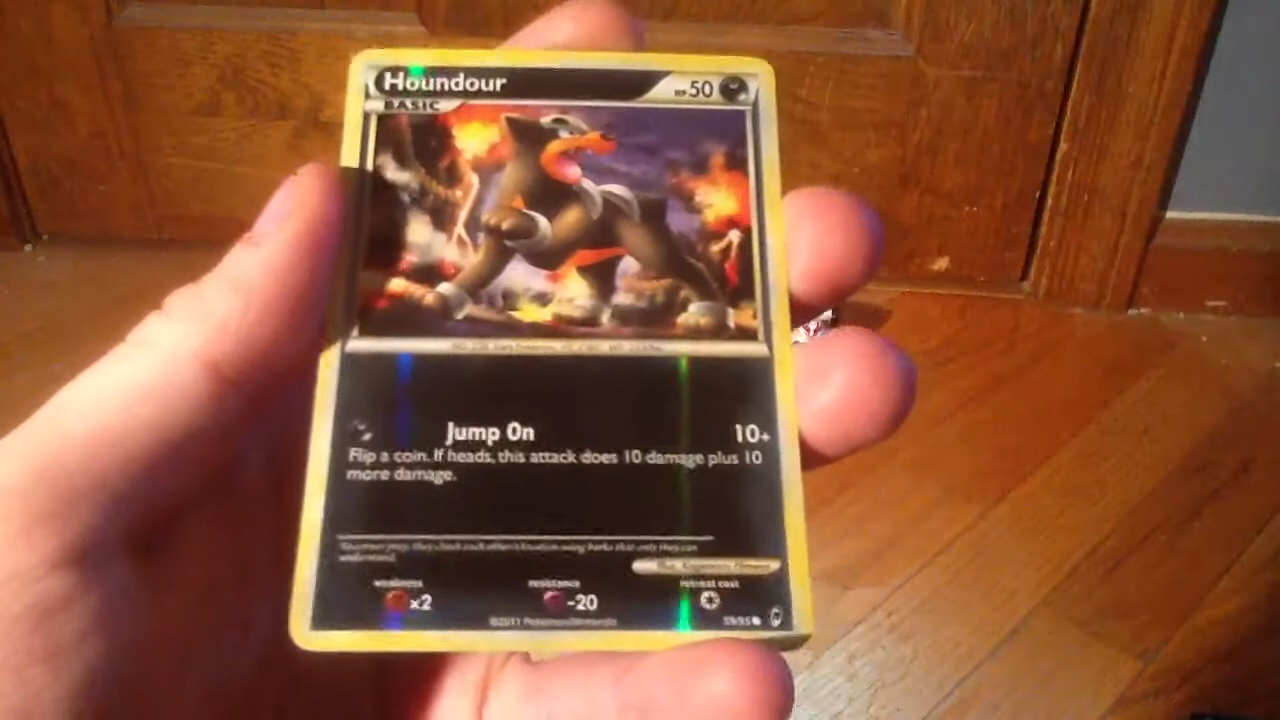 Houndour
HP 50
BASIC
Jump On 10+
Flip a coin. If heads, this attack does 10 damage plus 10
more damage.
weakness resistance retreat cost
x2 -20
©2011 Pokémon/Nintendo 59/95